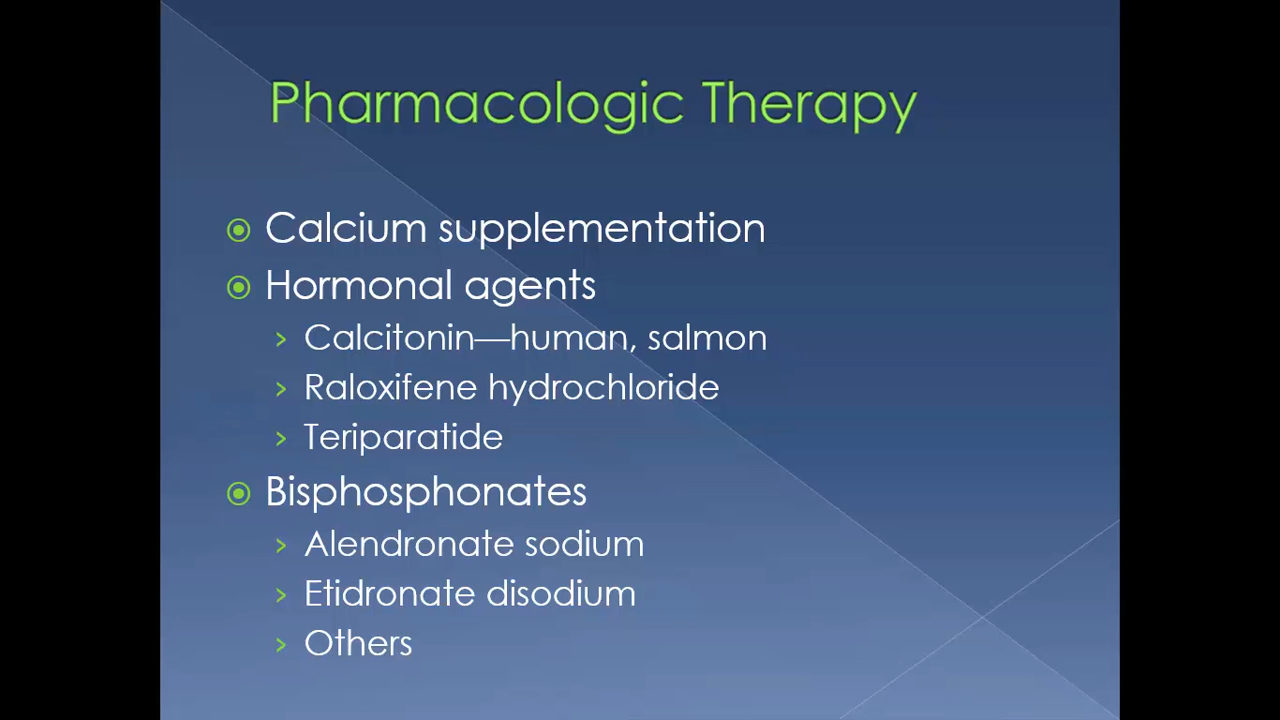 Pharmacologic Therapy
Calcium supplementation
Hormonal agents
Calcitonin—human, salmon
Raloxifene hydrochloride
Teriparatide
Bisphosphonates
Alendronate sodium
Etidronate disodium
Others